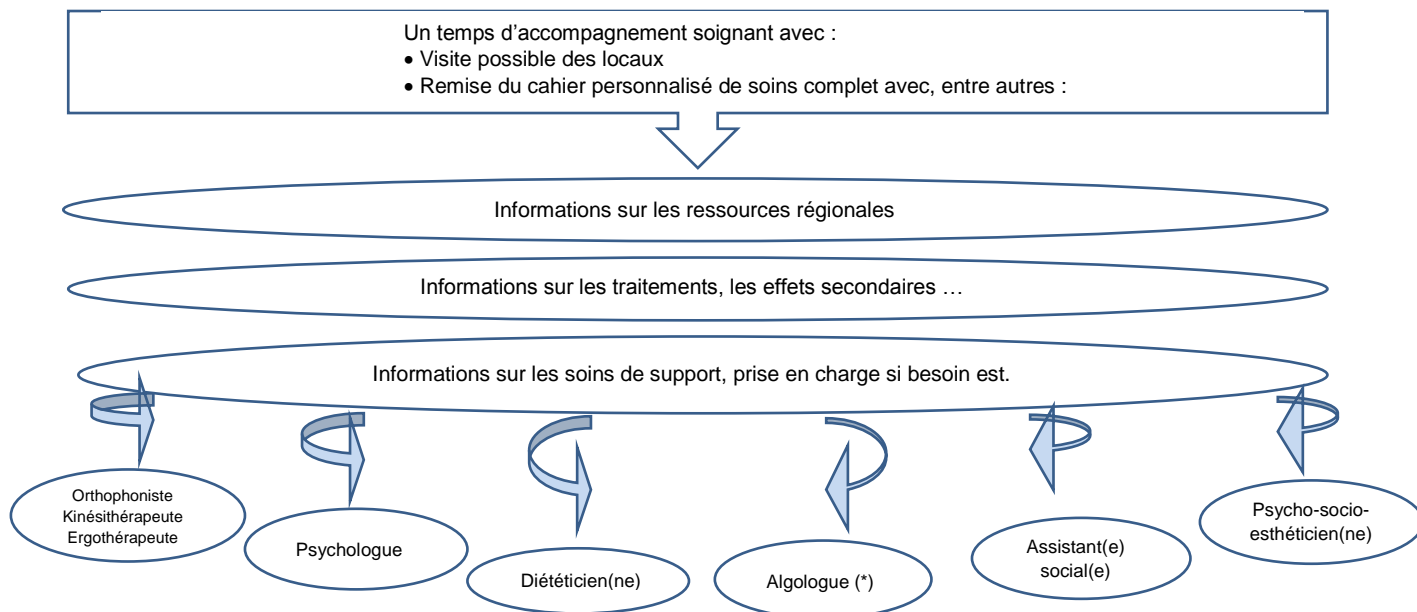 Un temps d’accompagnement soignant avec :
• Visite possible des locaux
• Remise du cahier personnalisé de soins complet avec, entre autres :
Informations sur les ressources régionales
Informations sur les traitements, les effets secondaires …
Informations sur les soins de support, prise en charge si besoin est.
Orthophoniste
Kinésithérapeute
Ergothérapeute
Psychologue
Diététicien(ne)
Algologue (*)
Assistant(e)
social(e)
Psycho-socio-
esthéticien(ne)